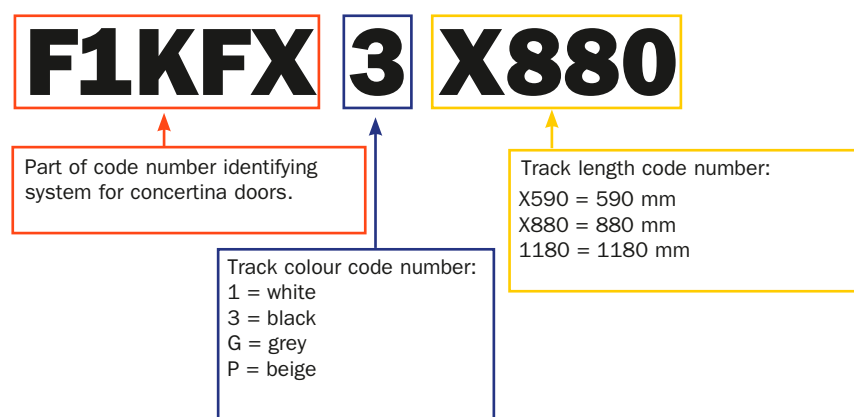 F1KFX 3 X880
Part of code number identifying
system for concertina doors.
Track colour code number:
1 = white
3 = black
G = grey
P = beige
Track length code number:
X590 = 590 mm
X880 = 880 mm
1180 = 1180 mm